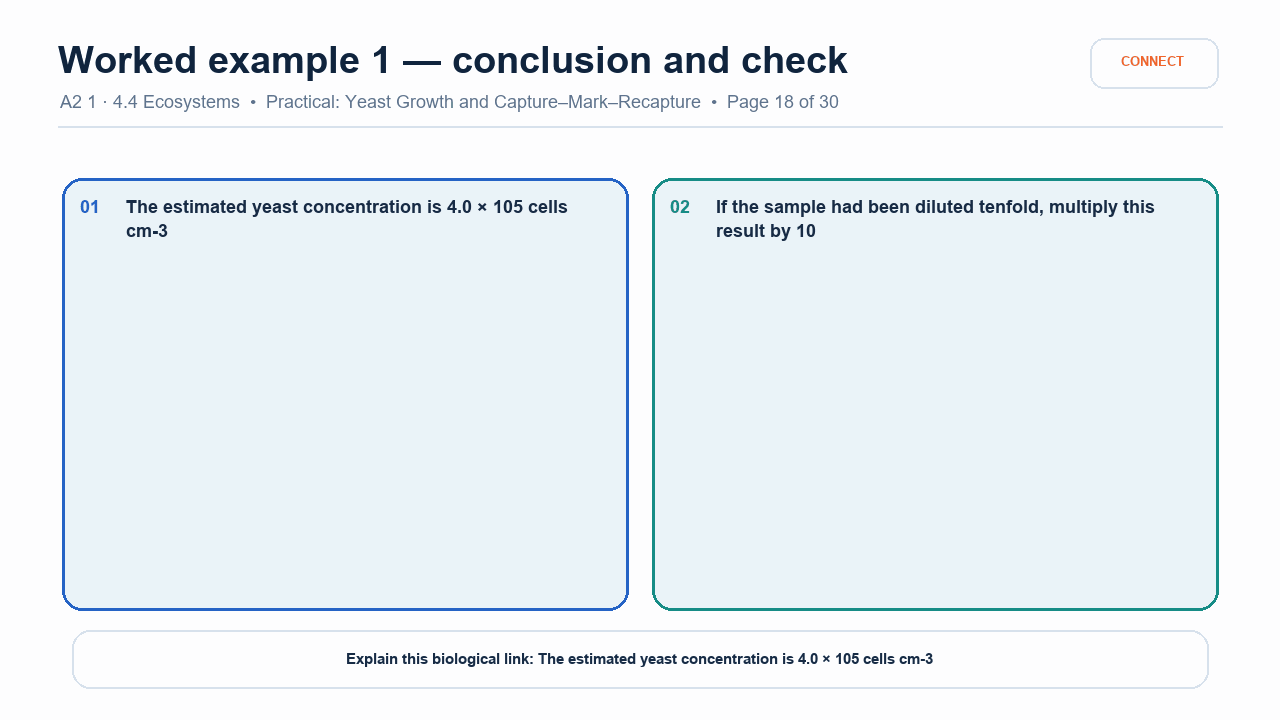 Worked example 1 — conclusion and check
CONNECT
A2 1 · 4.4 Ecosystems • Practical: Yeast Growth and Capture–Mark–Recapture • Page 18 of 30
01 The estimated yeast concentration is 4.0 × 105 cells
cm-3
02 If the sample had been diluted tenfold, multiply this
result by 10
Explain this biological link: The estimated yeast concentration is 4.0 × 105 cells cm-3